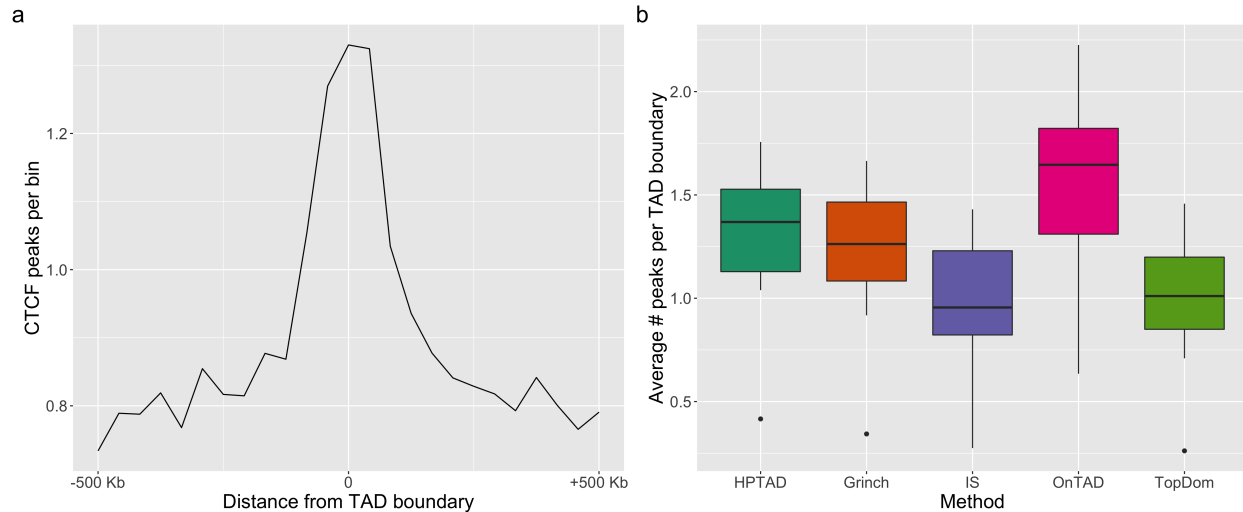 a
CTCF peaks per bin
1.2
1.0
0.8
-500 Kb
0
+500 Kb
Distance from TAD boundary
b
Average # peaks per TAD boundary
2.0
1.5
1.0
0.5
HPTAD
Grinch
IS
OnTAD
TopDom
Method